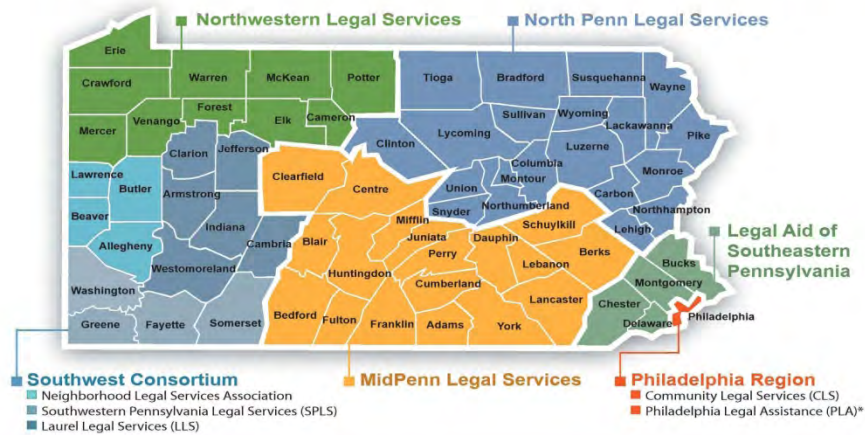 Northwestern Legal Services
North Penn Legal Services
Erie
Crawford
Warren
McKean
Potter
Forest
Venango
Elk
Cameron
Mercer
Tioga
Bradford
Susquehanna
Wayne
Sullivan
Wyoming
Lackawanna
Lycoming
Clinton
Luzerne
Pike
Columbia
Montour
Monroe
Union
Carbon
Snyder
Northumberland
Northhampton
Lehigh
Clarion
Jefferson
Lawrence
Butler
Armstrong
Beaver
Indiana
Allegheny
Cambria
Westomoreland
Washington
Greene
Fayette
Somerset
Clearfield
Centre
Mifflin
Blair
Juniata
Dauphin
Schuylkill
Perry
Berks
Huntingdon
Lebanon
Cumberland
Lancaster
Bedford
Fulton
Franklin
Adams
York
Legal Aid of
Southeastern
Pennsylvania
Bucks
Montgomery
Chester
Delaware
Philadelphia
Southwest Consortium
Neighborhood Legal Services Association
Southwestern Pennsylvania Legal Services (SPLS)
Laurel Legal Services (LLS)
MidPenn Legal Services
Philadelphia Region
Community Legal Services (CLS)
Philadelphia Legal Assistance (PLA)*